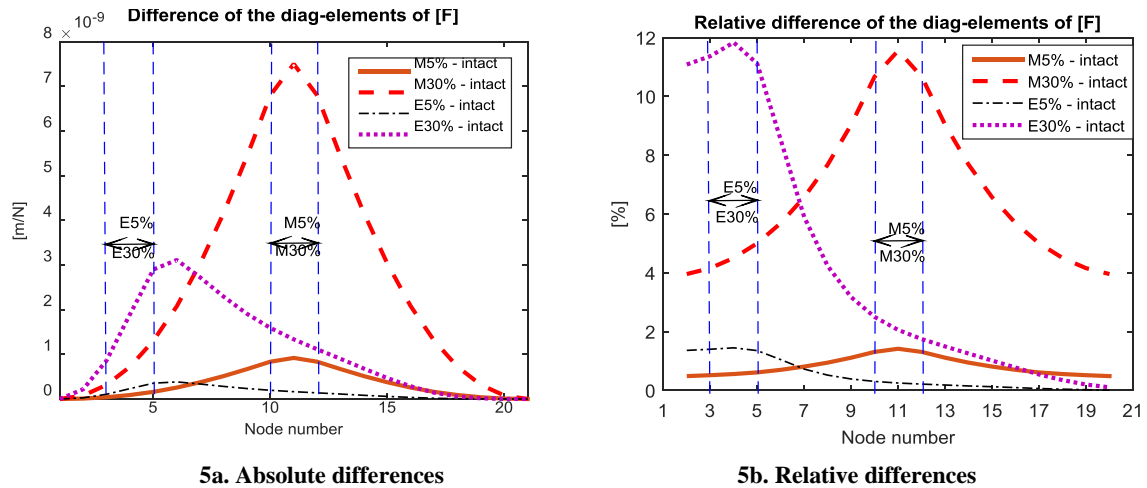 Difference of the diag-elements of [F]
× 10^-9
8
7
6
5
4
3
2
1
0
[m/N]
M5% - intact
M30% - intact
E5% - intact
E30% - intact
E5%
E30%
M5%
M30%
5
10
15
20
Node number
5a. Absolute differences
Relative difference of the diag-elements of [F]
12
10
8
6
4
2
0
[%]
M5% - intact
M30% - intact
E5% - intact
E30% - intact
E5%
E30%
M5%
M30%
1 3 5 7 9 11 13 15 17 19 21
Node number
5b. Relative differences